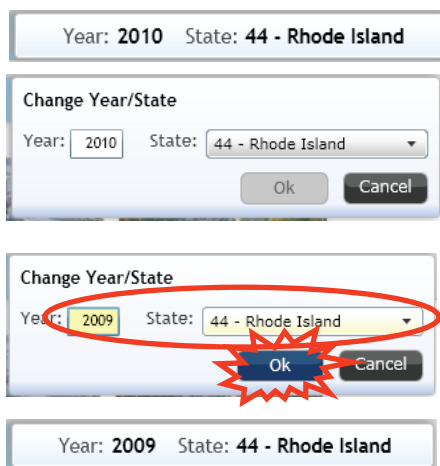 Year: 2010 State: 44 - Rhode Island
Change Year/State
Year: 2010 State: 44 - Rhode Island
Ok Cancel
Change Year/State
Year: 2009 State: 44 - Rhode Island
Ok Cancel
Year: 2009 State: 44 - Rhode Island